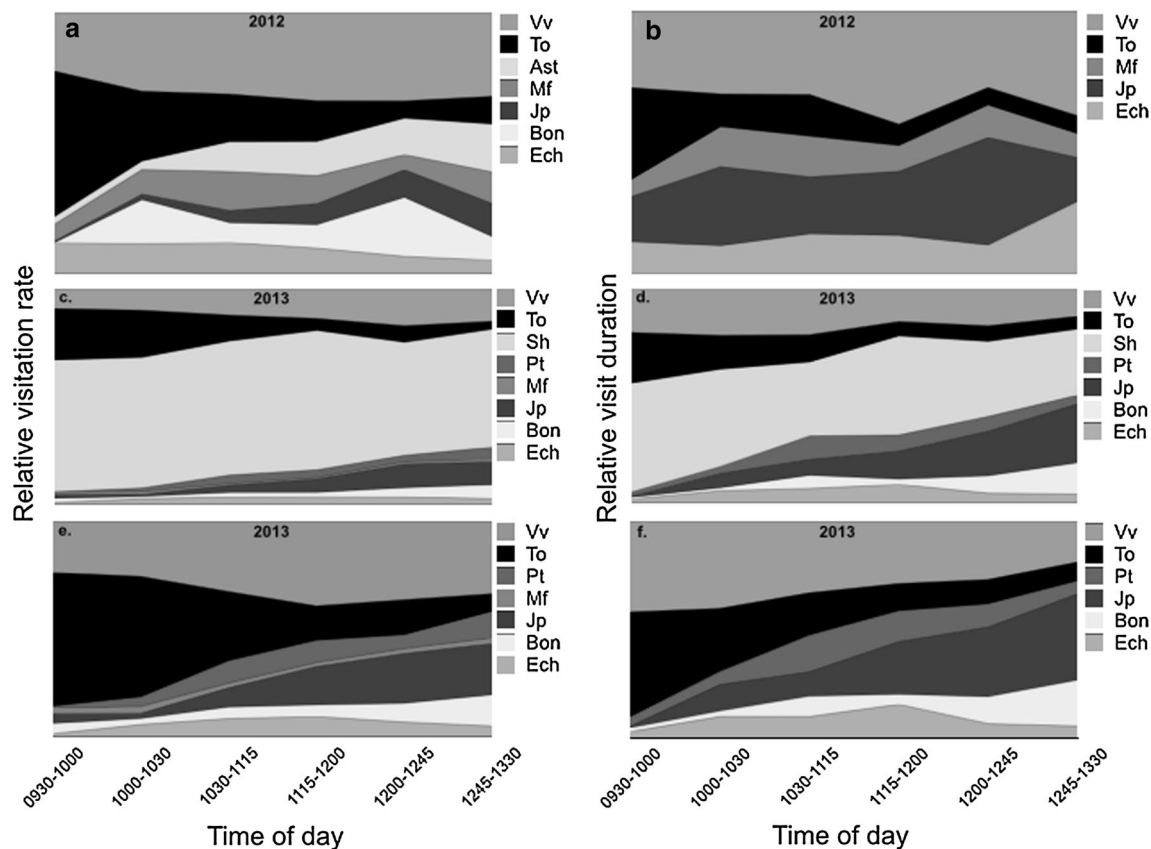 a
2012
Vv
To
Ast
Mf
Jp
Bon
Ech
b
2012
Vv
To
Mf
Jp
Ech
Relative visitation rate
c.
2013
Vv
To
Sh
Pt
Mf
Jp
Bon
Ech
Relative visit duration
d.
2013
Vv
To
Sh
Pt
Jp
Bon
Ech
e.
2013
Vv
To
Pt
Mf
Jp
Bon
Ech
f.
2013
Vv
To
Pt
Jp
Bon
Ech
0930-1000
1000-1030
1030-1115
1115-1200
1200-1245
1245-1330
Time of day
0930-1000
1000-1030
1030-1115
1115-1200
1200-1245
1245-1330
Time of day